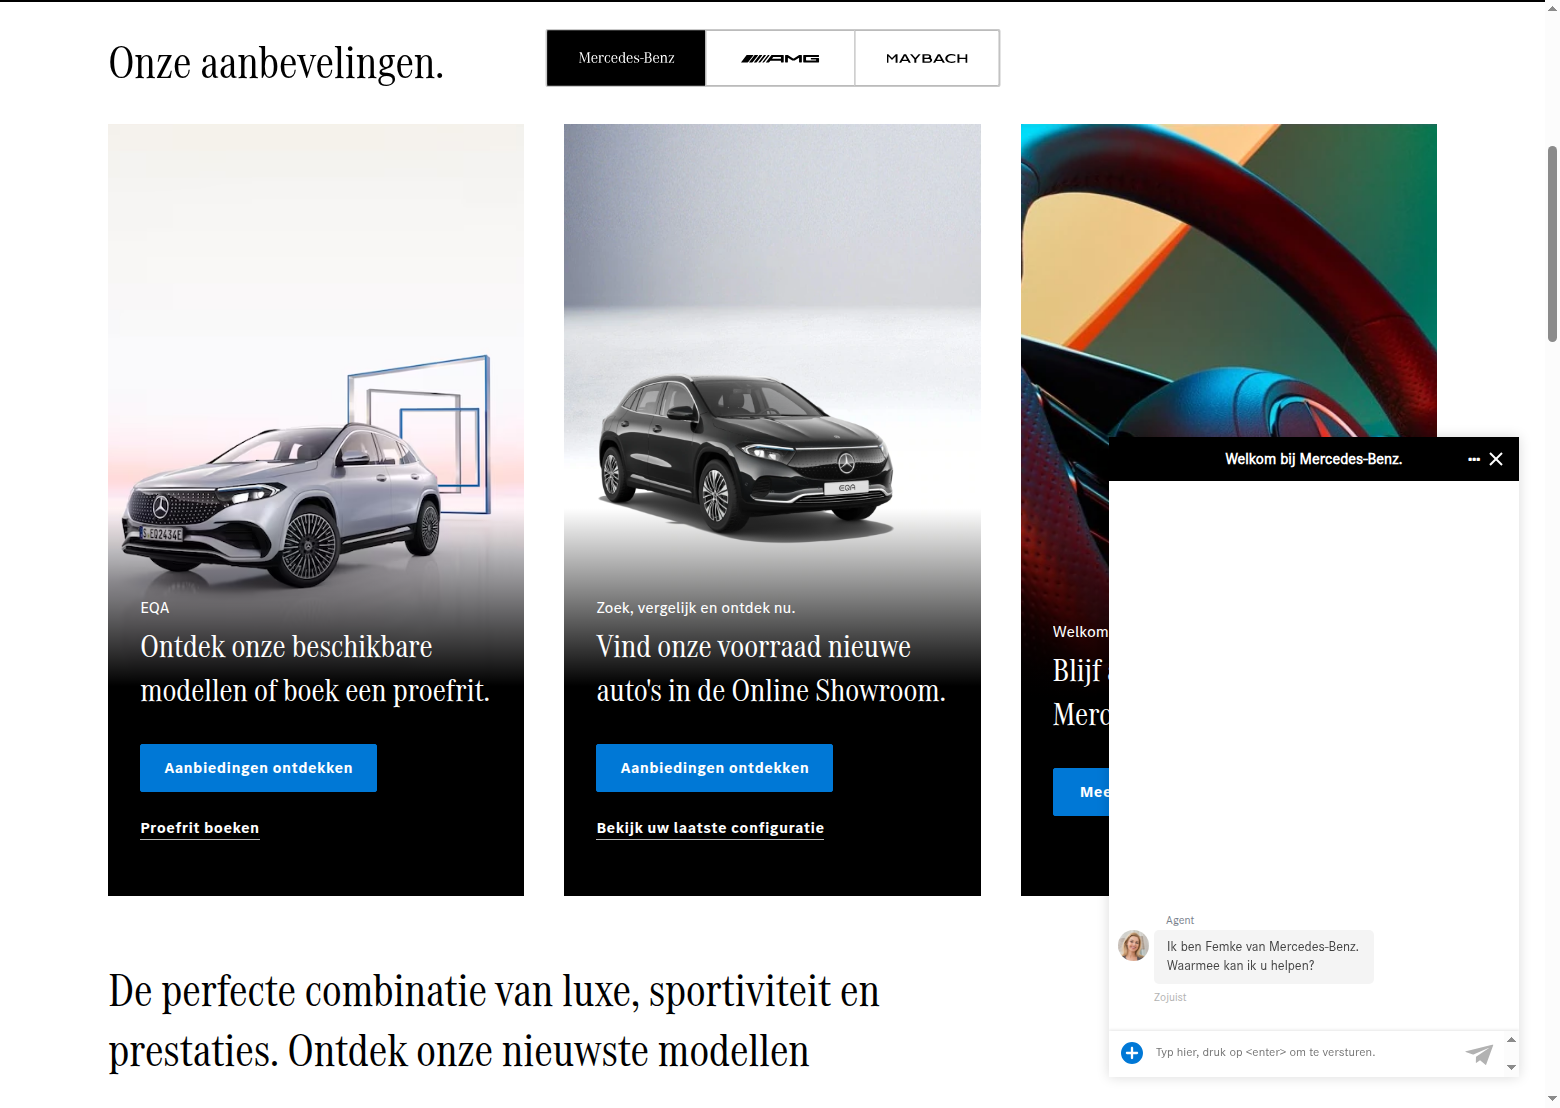 Onze aanbevelingen.
Mercedes-Benz
AMG
MAYBACH
S EQ2434E
EQA
Ontdek onze beschikbare
modellen of boek een proefrit.
Aanbiedingen ontdekken
Proefrit boeken
EQA
Zoek, vergelijk en ontdek nu.
Vind onze voorraad nieuwe
auto's in de Online Showroom.
Aanbiedingen ontdekken
Bekijk uw laatste configuratie
Welkom
Blijf
Merc
Mee
Welkom bij Mercedes-Benz.
Agent
Ik ben Femke van Mercedes-Benz.
Waarmee kan ik u helpen?
Zojuist
Typ hier, druk op <enter> om te versturen.
De perfecte combinatie van luxe, sportiviteit en
prestaties. Ontdek onze nieuwste modellen